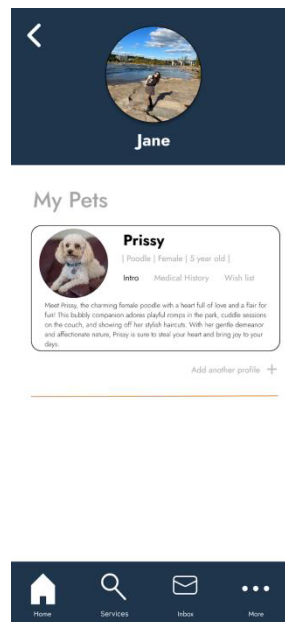 Jane
My Pets
Prissy
| Poodle | Female | 5 year old |
Intro Medical History Wish list
Meet Prissy, the charming female poodle with a heart full of love and a flair for
fun! This bubbly companion adores playful romps in the park, cuddle sessions
on the couch, and showing off her stylish haircuts. With her gentle demeanor
and affectionate nature, Prissy is sure to steal your heart and bring joy to your
days.
Add another profile +
Home Services Inbox More